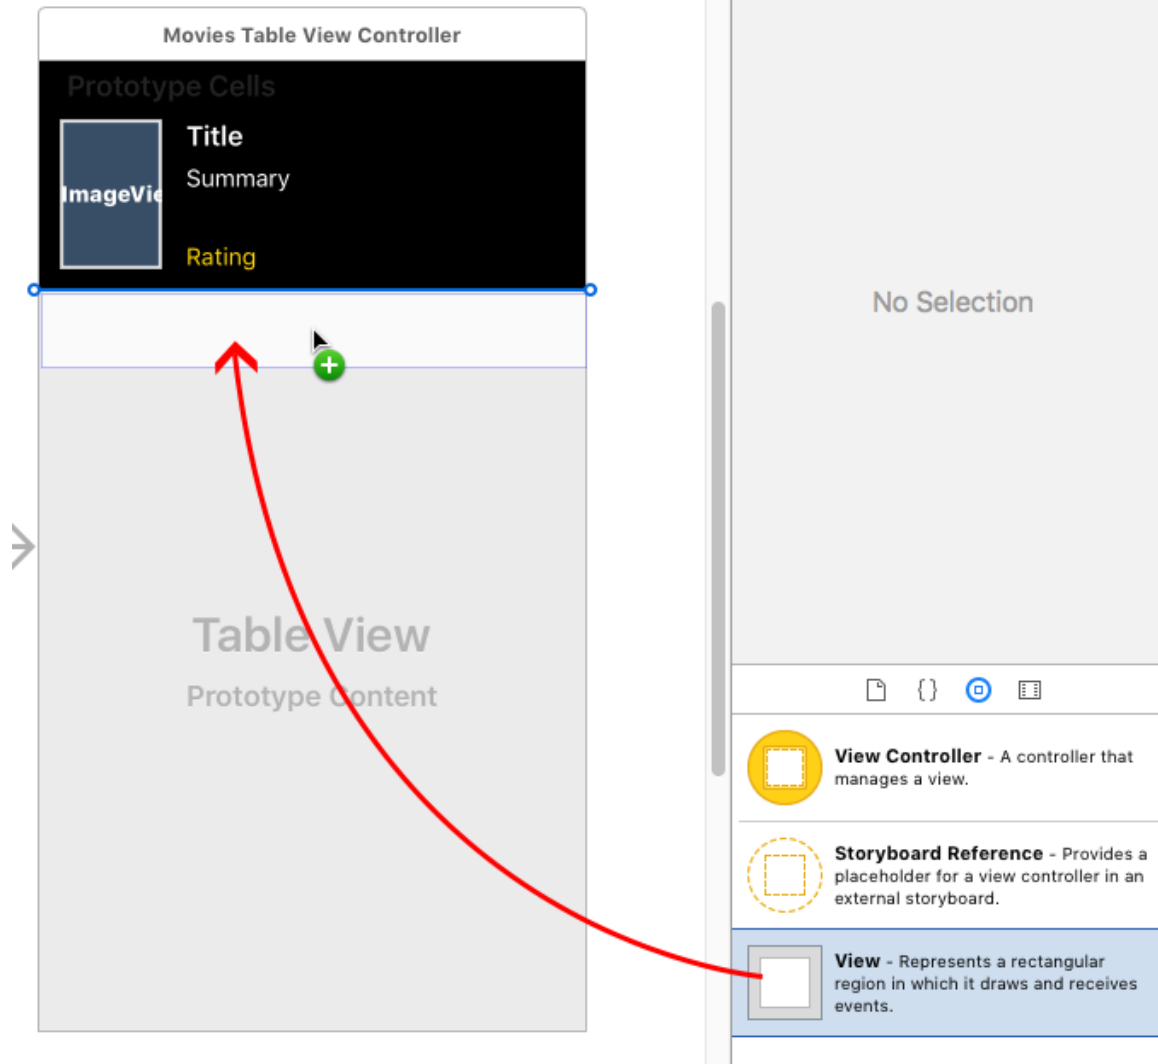 Movies Table View Controller
Prototype Cells
Title
ImageVie
Summary
Rating
No Selection
Table View
Prototype Content
{}
View Controller - A controller that
manages a view.
Storyboard Reference - Provides a
placeholder for a view controller in an
external storyboard.
View - Represents a rectangular
region in which it draws and receives
events.